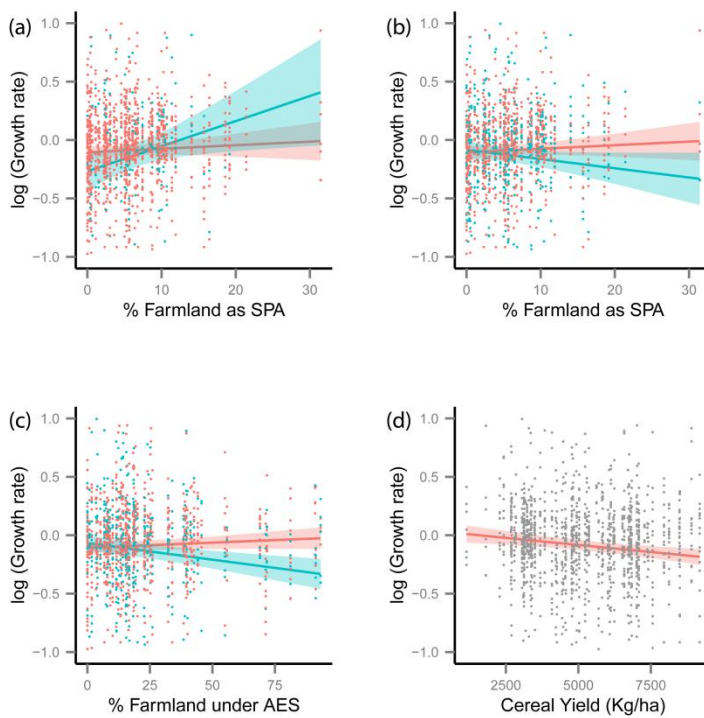 (a)
1.0
0.5
0.0
−0.5
−1.0
log (Growth rate)
0 10 20 30
% Farmland as SPA
(b)
1.0
0.5
0.0
−0.5
−1.0
log (Growth rate)
0 10 20 30
% Farmland as SPA
(c)
1.0
0.5
0.0
−0.5
−1.0
log (Growth rate)
0 25 50 75
% Farmland under AES
(d)
1.0
0.5
0.0
−0.5
−1.0
log (Growth rate)
2500 5000 7500
Cereal Yield (Kg/ha)